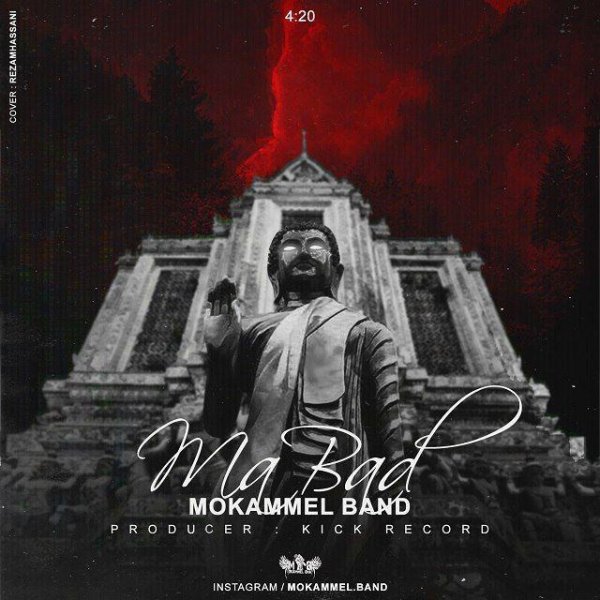 4:20
COVER : REZAMHASSANI
Ma Bad
MOKAMMEL BAND
PRODUCER : KICK RECORD
INSTAGRAM / MOKAMMEL.BAND